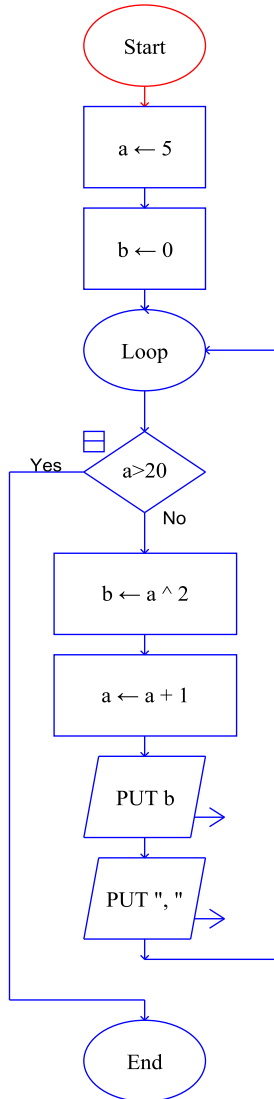 Start
a ← 5
b ← 0
Loop
a>20
Yes
No
b ← a ^ 2
a ← a + 1
PUT b
PUT ", "
End